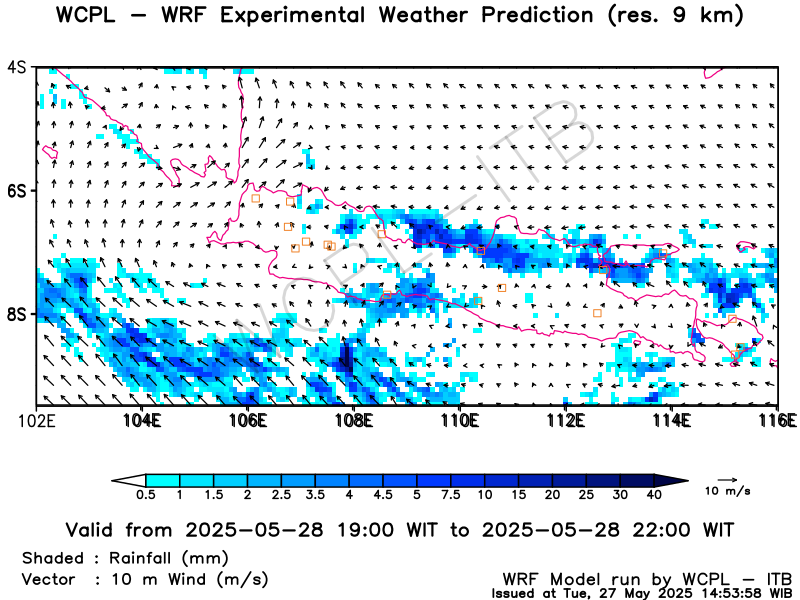 WCPL – WRF Experimental Weather Prediction (res. 9 km)
WCPL–ITB
4S
6S
8S
102E 104E 106E 108E 110E 112E 114E 116E
0.5 1 1.5 2 2.5 3.5 4 4.5 5 7.5 10 15 20 25 30 40
10 m/s
Valid from 2025–05–28 19:00 WIT to 2025–05–28 22:00 WIT
Shaded : Rainfall (mm)
Vector : 10 m Wind (m/s)
WRF Model run by WCPL – ITB
Issued at Tue, 27 May 2025 14:53:58 WIB